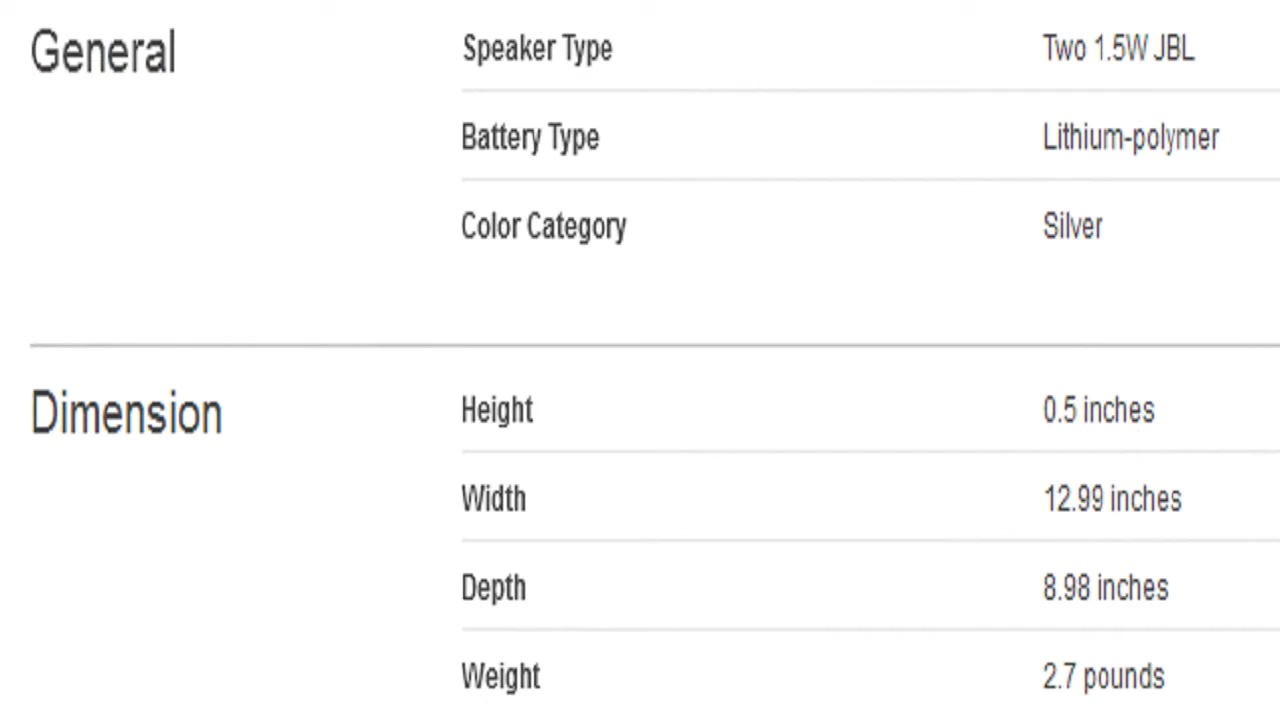 General
Speaker Type Two 1.5W JBL
Battery Type Lithium-polymer
Color Category Silver
Dimension
Height 0.5 inches
Width 12.99 inches
Depth 8.98 inches
Weight 2.7 pounds